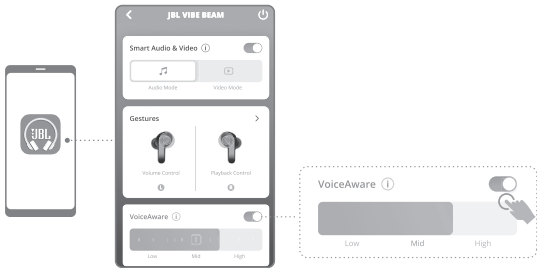 JBL
JBL VIBE BEAM
Smart Audio & Video i
Audio Mode
Video Mode
Gestures
Volume Control
Playback Control
L
R
VoiceAware i
Low
Mid
High
VoiceAware i
Low
Mid
High